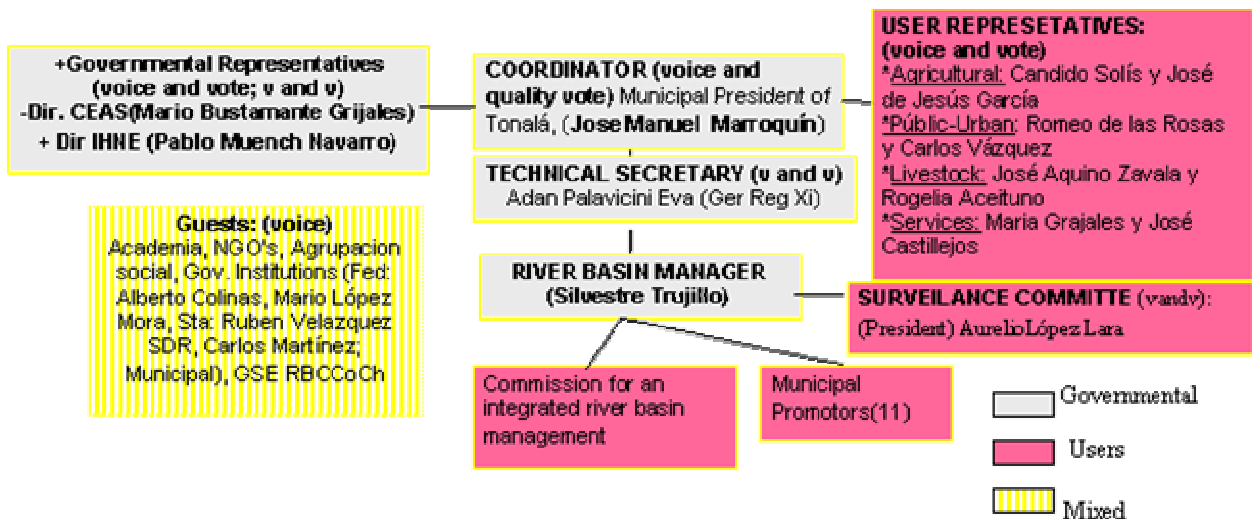 +Governmental Representatives
(voice and vote; v and v)
-Dir. CEAS(Mario Bustamante Grijales)
+ Dir IHNE (Pablo Muench Navarro)
COORDINATOR (voice and
quality vote) Municipal President of
Tonalá, (Jose Manuel Marroquín)
TECHNICAL SECRETARY (v and v)
Adan Palavicini Eva (Ger Reg Xi)
USER REPRESETATIVES:
(voice and vote)
*Agricultural: Candido Solís y José
de Jesús García
*Públic-Urban: Romeo de las Rosas
y Carlos Vázquez
*Livestock: José Aquino Zavala y
Rogelia Aceituno
*Services: Maria Grajales y José
Castillejos
Guests: (voice)
Academia, NGO's, Agrupacion
social, Gov. Institutions (Fed:
Alberto Colinas, Mario López
Mora, Sta: Ruben Velazquez
SDR, Carlos Martínez;
Municipal), GSE RBCCoCh
RIVER BASIN MANAGER
(Silvestre Trujillo)
SURVEILANCE COMMITTE (vandv):
(President) Aurelio López Lara
Commission for an
integrated river basin
management
Municipal
Promotors(11)
Governmental
Users
Mixed